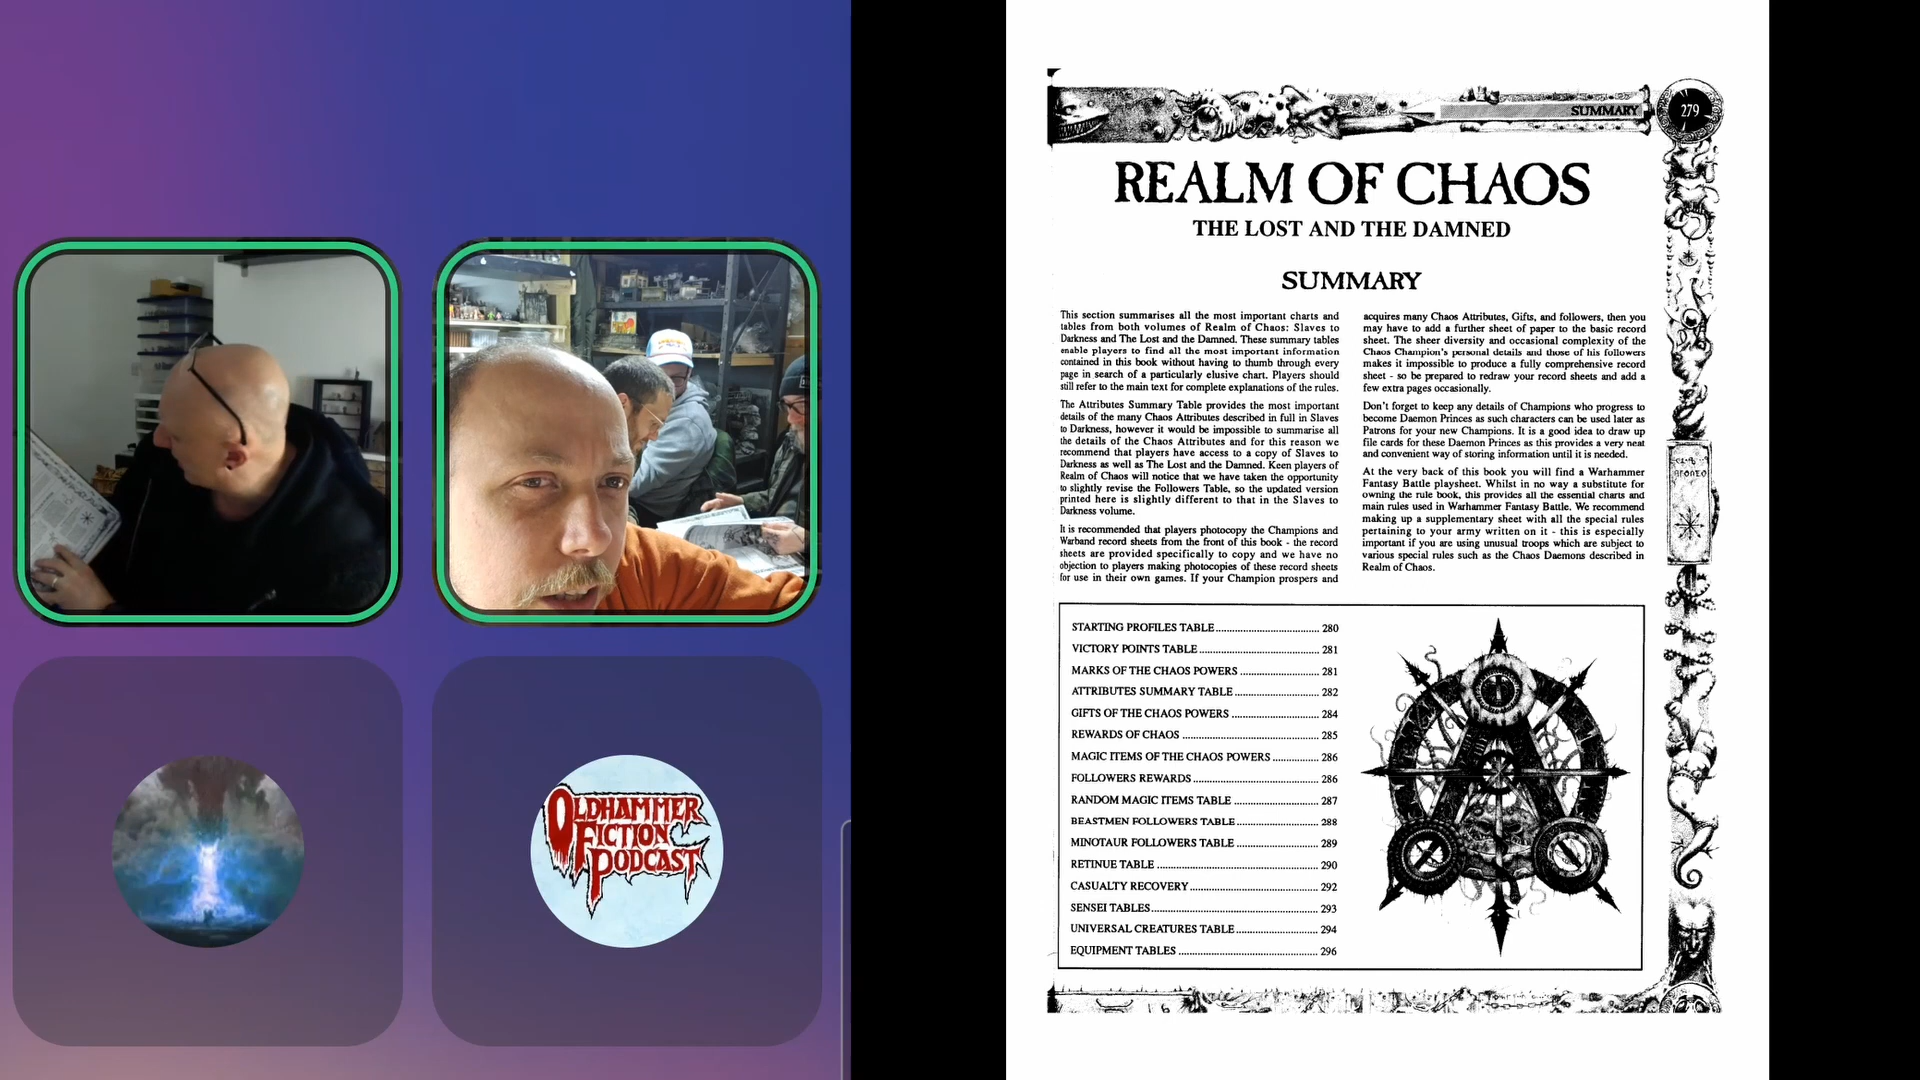 OLDHAMMER
FICTION
PODCAST
SUMMARY
279
REALM OF CHAOS
THE LOST AND THE DAMNED
SUMMARY
This section summarises all the most important charts and
tables from both volumes of Realm of Chaos: Slaves to
Darkness and The Lost and the Damned. These summary tables
enable players to find all the most important information
contained in this book without having to thumb through every
page in search of a particularly elusive chart. Players should
still refer to the main text for complete explanations of the rules.
The Attributes Summary Table provides the most important
details of the many Chaos Attributes described in full in Slaves
to Darkness, however it would be impossible to summarise all
the details of the Chaos Attributes and for this reason we
recommend that players have access to a copy of Slaves to
Darkness as well as The Lost and the Damned. Keen players of
Realm of Chaos will notice that we have taken the opportunity
to slightly revise the Followers Table, so the updated version
printed here is slightly different to that in the Slaves to
Darkness volume.
It is recommended that players photocopy the Champions and
Warband record sheets from the front of this book - the record
sheets are provided specifically to copy and we have no
objection to players making photocopies of these record sheets
for use in their own games. If your Champion prospers and
acquires many Chaos Attributes, Gifts, and followers, then you
may have to add a further sheet of paper to the basic record
sheet. The sheer diversity and occasional complexity of the
Chaos Champion's personal details and those of his followers
makes it impossible to produce a fully comprehensive record
sheet - so be prepared to redraw your record sheets and add a
few extra pages occasionally.
Don't forget to keep any details of Champions who progress to
become Daemon Princes as such characters can be used later as
Patrons for your new Champions. It is a good idea to draw up
file cards for these Daemon Princes as this provides a very neat
and convenient way of storing information until it is needed.
At the very back of this book you will find a Warhammer
Fantasy Battle playsheet. Whilst in no way a substitute for
owning the rule book, this provides all the essential charts and
main rules used in Warhammer Fantasy Battle. We recommend
making up a supplementary sheet with all the special rules
pertaining to your army written on it - this is especially
important if you are using unusual troops which are subject to
various special rules such as the Chaos Daemons described in
Realm of Chaos.
STARTING PROFILES TABLE ........ 280
VICTORY POINTS TABLE ........ 281
MARKS OF THE CHAOS POWERS ........ 281
ATTRIBUTES SUMMARY TABLE ........ 282
GIFTS OF THE CHAOS POWERS ........ 284
REWARDS OF CHAOS ........ 285
MAGIC ITEMS OF THE CHAOS POWERS ........ 286
FOLLOWERS REWARDS ........ 286
RANDOM MAGIC ITEMS TABLE ........ 287
BEASTMEN FOLLOWERS TABLE ........ 288
MINOTAUR FOLLOWERS TABLE ........ 289
RETINUE TABLE ........ 290
CASUALTY RECOVERY ........ 292
SENSEI TABLES ........ 293
UNIVERSAL CREATURES TABLE ........ 294
EQUIPMENT TABLES ........ 296